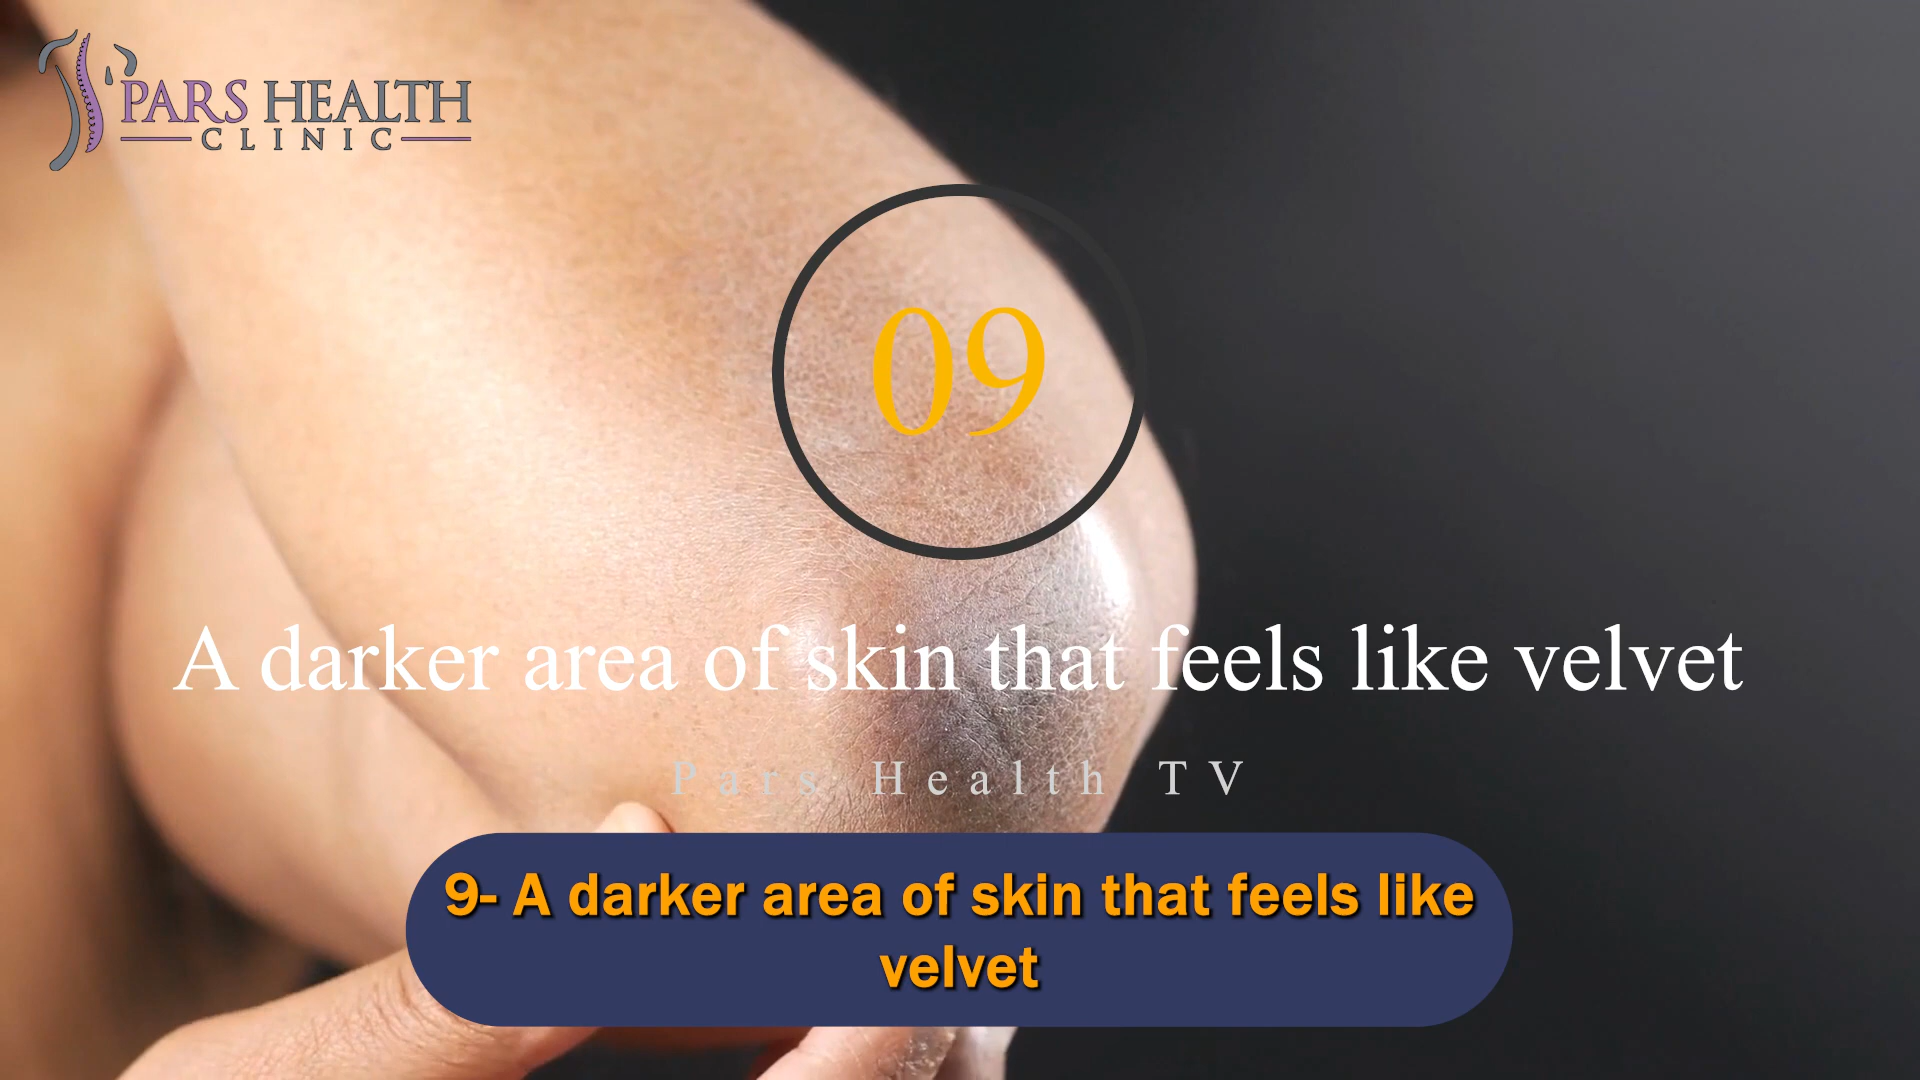 PARS HEALTH
CLINIC
09
A darker area of skin that feels like velvet
Pars Health TV
9- A darker area of skin that feels like
velvet